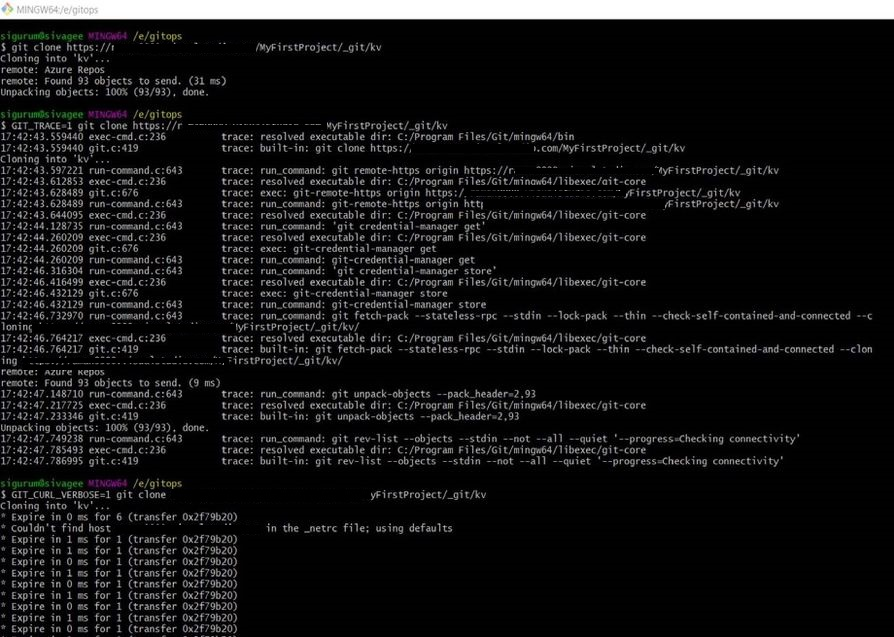 MINGW64:/e/gitops
sigurum@sivagee MINGW64 /e/gitops
$ git clone https:// /MyFirstProject/_git/kv
Cloning into 'kv'...
remote: Azure Repos
remote: Found 93 objects to send. (31 ms)
Unpacking objects: 100% (93/93), done.
sigurum@sivagee MINGW64 /e/gitops
$ GIT_TRACE=1 git clone https:// MyFirstProject/_git/kv
17:42:43.559440 exec-cmd.c:236 trace: resolved executable dir: C:/Program Files/Git/mingw64/bin
17:42:43.559440 git.c:419 trace: built-in: git clone https:/ .com/MyFirstProject/_git/kv
Cloning into 'kv'...
17:42:43.597221 run-command.c:643 trace: run_command: git remote-https origin https:// MyFirstProject/_git/kv
17:42:43.612853 exec-cmd.c:236 trace: resolved executable dir: C:/Program Files/Git/mingw64/libexec/git-core
17:42:43.628489 git.c:676 trace: exec: git-remote-https origin https:/ yFirstProject/_git/kv
17:42:43.628489 run-command.c:643 trace: run_command: git-remote-https origin http yFirstProject/_git/kv
17:42:43.644095 exec-cmd.c:236 trace: resolved executable dir: C:/Program Files/Git/mingw64/libexec/git-core
17:42:44.128735 run-command.c:643 trace: run_command: 'git credential-manager get'
17:42:44.260209 exec-cmd.c:236 trace: resolved executable dir: C:/Program Files/Git/mingw64/libexec/git-core
17:42:44.260209 git.c:676 trace: exec: git-credential-manager get
17:42:44.260209 run-command.c:643 trace: run_command: git-credential-manager get
17:42:46.316304 run-command.c:643 trace: run_command: 'git credential-manager store'
17:42:46.416499 exec-cmd.c:236 trace: resolved executable dir: C:/Program Files/Git/mingw64/libexec/git-core
17:42:46.432129 git.c:676 trace: exec: git-credential-manager store
17:42:46.432129 run-command.c:643 trace: run_command: git-credential-manager store
17:42:46.732970 run-command.c:643 trace: run_command: git fetch-pack --stateless-rpc --stdin --lock-pack --thin --check-self-contained-and-connected --c
loning MyFirstProject/_git/kv/
17:42:46.764217 exec-cmd.c:236 trace: resolved executable dir: C:/Program Files/Git/mingw64/libexec/git-core
17:42:46.764217 git.c:419 trace: built-in: git fetch-pack --stateless-rpc --stdin --lock-pack --thin --check-self-contained-and-connected --clon
ing FirstProject/_git/kv/
remote: Azure Repos
remote: Found 93 objects to send. (9 ms)
17:42:47.148710 run-command.c:643 trace: run_command: git unpack-objects --pack_header=2,93
17:42:47.217725 exec-cmd.c:236 trace: resolved executable dir: C:/Program Files/Git/mingw64/libexec/git-core
17:42:47.233346 git.c:419 trace: built-in: git unpack-objects --pack_header=2,93
Unpacking objects: 100% (93/93), done.
17:42:47.749238 run-command.c:643 trace: run_command: git rev-list --objects --stdin --not --all --quiet '--progress=Checking connectivity'
17:42:47.785493 exec-cmd.c:236 trace: resolved executable dir: C:/Program Files/Git/mingw64/libexec/git-core
17:42:47.786995 git.c:419 trace: built-in: git rev-list --objects --stdin --not --all --quiet '--progress=Checking connectivity'
sigurum@sivagee MINGW64 /e/gitops
$ GIT_CURL_VERBOSE=1 git clone yFirstProject/_git/kv
Cloning into 'kv'...
* Expire in 0 ms for 6 (transfer 0x2f79b20)
* Couldn't find host in the _netrc file; using defaults
* Expire in 1 ms for 1 (transfer 0x2f79b20)
* Expire in 1 ms for 1 (transfer 0x2f79b20)
* Expire in 0 ms for 1 (transfer 0x2f79b20)
* Expire in 1 ms for 1 (transfer 0x2f79b20)
* Expire in 0 ms for 1 (transfer 0x2f79b20)
* Expire in 1 ms for 1 (transfer 0x2f79b20)
* Expire in 0 ms for 1 (transfer 0x2f79b20)
* Expire in 1 ms for 1 (transfer 0x2f79b20)
* Expire in 0 ms for 1 (transfer 0x2f79b20)